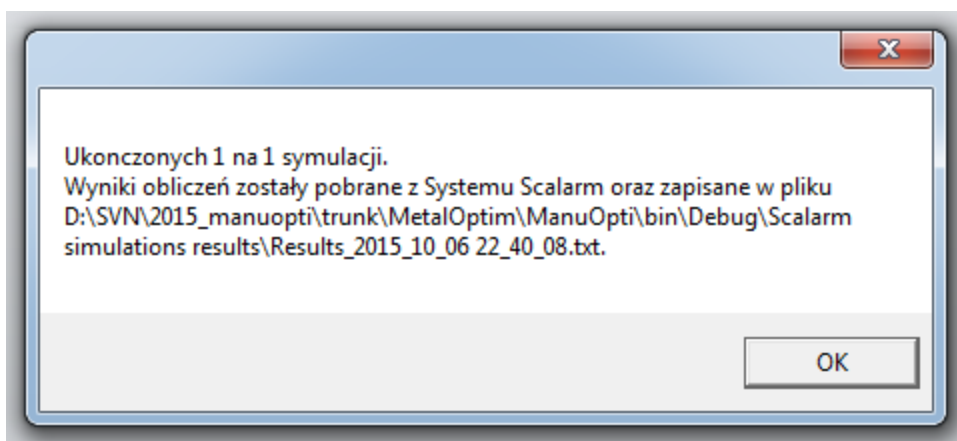 Ukonczonych 1 na 1 symulacji.
Wyniki obliczeń zostały pobrane z Systemu Scalarm oraz zapisane w pliku
D:\SVN\2015_manuopti\trunk\MetalOptim\ManuOpti\bin\Debug\Scalarm
simulations results\Results_2015_10_06 22_40_08.txt.
OK